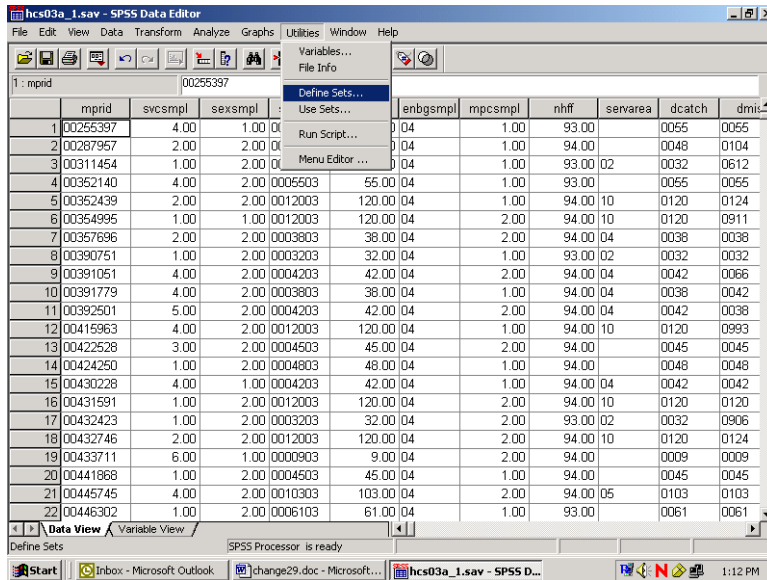 hcs03a_1.sav - SPSS Data Editor
File Edit View Data Transform Analyze Graphs Utilities Window Help
Variables...
File Info
Define Sets...
Use Sets...
Run Script...
Menu Editor ...
1 : mprid 00255397
mprid svcsmpl sexsmpl enbgsmpl mpcsmpl nhff servarea dcatch
1 00255397 4.00 1.00 04 1.00 93.00 0055 0055
2 00287957 2.00 2.00 04 1.00 94.00 0048 0104
3 00311454 1.00 2.00 04 1.00 93.00 02 0032 0612
4 00352140 4.00 2.00 0005503 55.00 04 1.00 93.00 0055 0055
5 00352439 2.00 2.00 0012003 120.00 04 1.00 94.00 10 0120 0124
6 00354995 1.00 1.00 0012003 120.00 04 2.00 94.00 10 0120 0911
7 00357696 2.00 2.00 0003803 38.00 04 2.00 94.00 04 0038 0038
8 00390751 1.00 2.00 0003203 32.00 04 1.00 93.00 02 0032 0032
9 00391051 4.00 2.00 0004203 42.00 04 2.00 94.00 04 0042 0066
10 00391779 4.00 2.00 0003803 38.00 04 1.00 94.00 04 0038 0042
11 00392501 5.00 2.00 0004203 42.00 04 2.00 94.00 04 0042 0038
12 00415963 4.00 2.00 0012003 120.00 04 1.00 94.00 10 0120 0993
13 00422528 3.00 2.00 0004503 45.00 04 2.00 94.00 0045 0045
14 00424250 1.00 2.00 0004803 48.00 04 1.00 94.00 0048 0048
15 00430228 4.00 1.00 0004203 42.00 04 1.00 94.00 04 0042 0042
16 00431591 1.00 2.00 0012003 120.00 04 2.00 94.00 10 0120 0120
17 00432423 1.00 2.00 0003203 32.00 04 2.00 93.00 02 0032 0906
18 00432746 2.00 2.00 0012003 120.00 04 2.00 94.00 10 0120 0124
19 00433711 6.00 1.00 0000903 9.00 04 2.00 94.00 0009 0009
20 00441868 1.00 2.00 0004503 45.00 04 1.00 94.00 0045 0045
21 00445745 4.00 2.00 0010303 103.00 04 2.00 94.00 05 0103 0103
22 00446302 1.00 2.00 0006103 61.00 04 1.00 93.00 0061 0061
Data View Variable View
Define Sets SPSS Processor is ready
Start Inbox - Microsoft Outlook change29.doc - Microsoft... hcs03a_1.sav - SPSS D... 1:12 PM